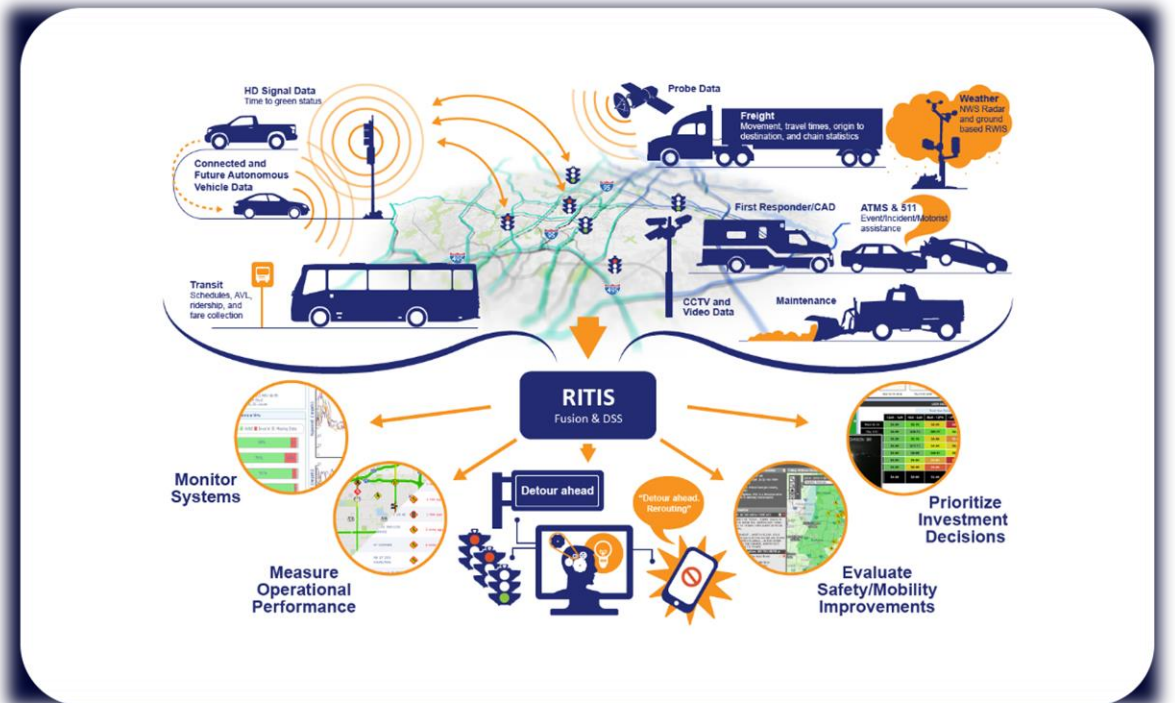 HD Signal Data
Time to green status
Connected and
Future Autonomous
Vehicle Data
Transit
Schedules, AVL,
ridership, and
fare collection
Probe Data
Freight
Movement, travel times, origin to
destination, and chain statistics
Weather
NWS Radar
and ground
based RWIS
First Responder/CAD
ATMS & 511
Event/Incident/Motorist
assistance
CCTV and
Video Data
Maintenance
95
95
RITIS
Fusion & DSS
Monitor
Systems
Measure
Operational
Performance
Detour ahead
"Detour ahead.
Rerouting"
Evaluate
Safety/Mobility
Improvements
Prioritize
Investment
Decisions